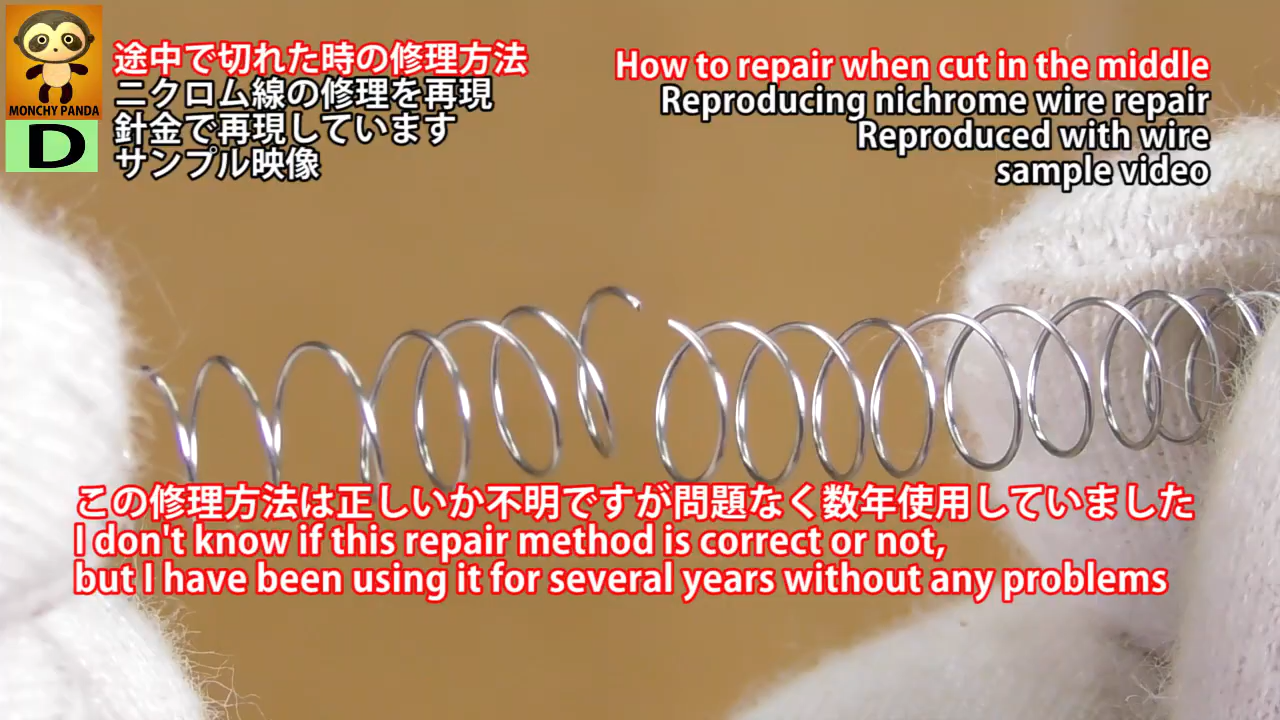 MONCHY PANDA
D
途中で切れた時の修理方法
ニクロム線の修理を再現
針金で再現しています
サンプル映像
How to repair when cut in the middle
Reproducing nichrome wire repair
Reproduced with wire
sample video
この修理方法は正しいか不明ですが問題なく数年使用していました
I don't know if this repair method is correct or not,
but I have been using it for several years without any problems